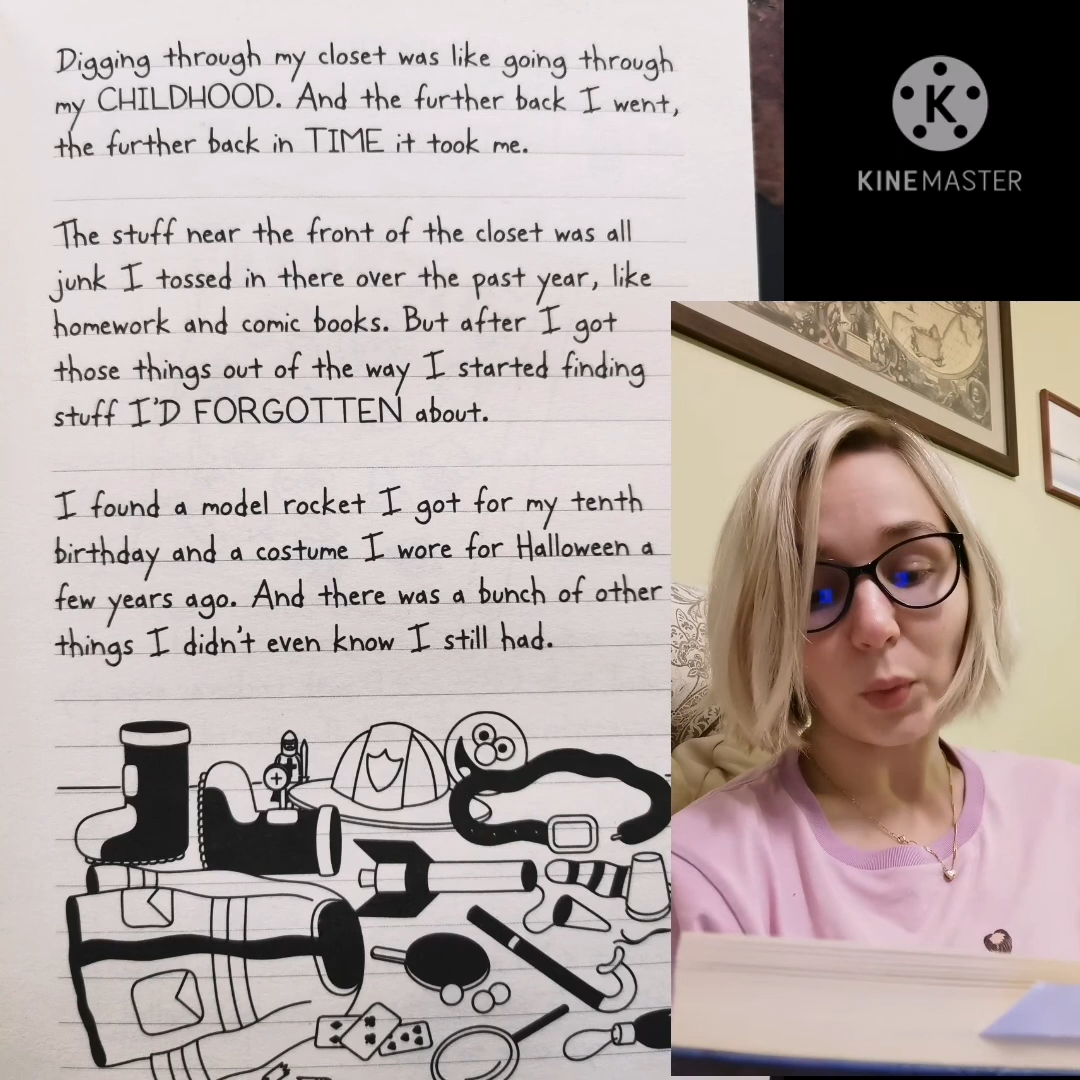 Digging through my closet was like going through
my CHILDHOOD. And the further back I went,
the further back in TIME it took me.
The stuff near the front of the closet was all
junk I tossed in there over the past year, like
homework and comic books. But after I got
those things out of the way I started finding
stuff I'D FORGOTTEN about.
I found a model rocket I got for my tenth
birthday and a costume I wore for Halloween a
few years ago. And there was a bunch of other
things I didn't even know I still had.
K
KINEMASTER